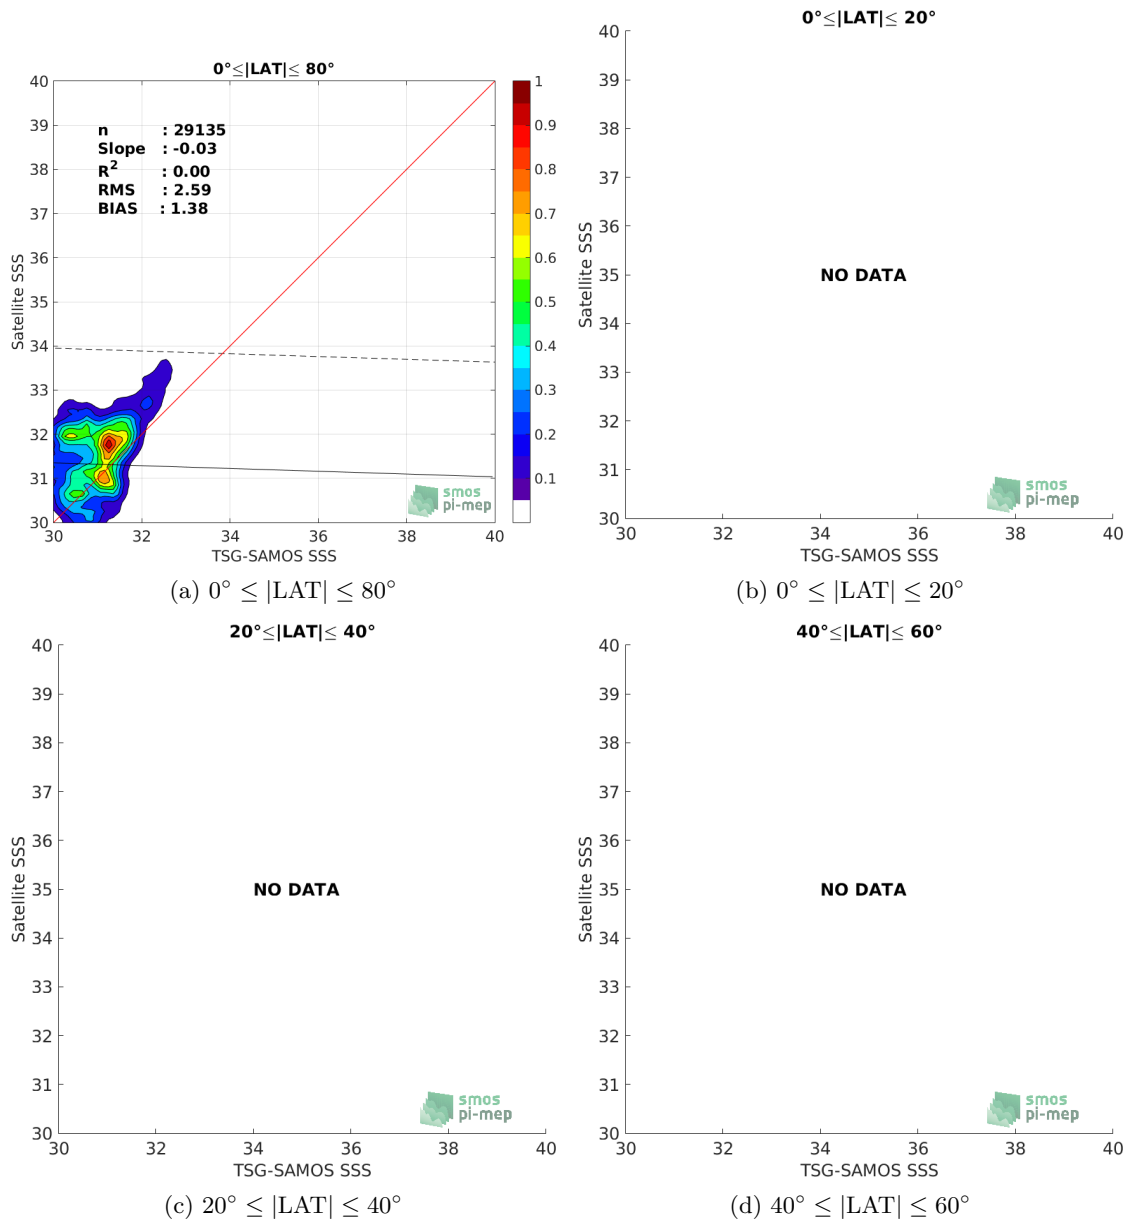 0°≤|LAT|≤ 80°
40
39
38
37
36
35
34
33
32
31
30
Satellite SSS
n : 29135
Slope : -0.03
R² : 0.00
RMS : 2.59
BIAS : 1.38
1
0.9
0.8
0.7
0.6
0.5
0.4
0.3
0.2
0.1
smos
pi-mep
30 32 34 36 38 40
TSG-SAMOS SSS
(a) 0° ≤ |LAT| ≤ 80°
0°≤|LAT|≤ 20°
40
39
38
37
36
35
34
33
32
31
30
Satellite SSS
NO DATA
smos
pi-mep
30 32 34 36 38 40
TSG-SAMOS SSS
(b) 0° ≤ |LAT| ≤ 20°
20°≤|LAT|≤ 40°
40
39
38
37
36
35
34
33
32
31
30
Satellite SSS
NO DATA
smos
pi-mep
30 32 34 36 38 40
TSG-SAMOS SSS
(c) 20° ≤ |LAT| ≤ 40°
40°≤|LAT|≤ 60°
40
39
38
37
36
35
34
33
32
31
30
Satellite SSS
NO DATA
smos
pi-mep
30 32 34 36 38 40
TSG-SAMOS SSS
(d) 40° ≤ |LAT| ≤ 60°